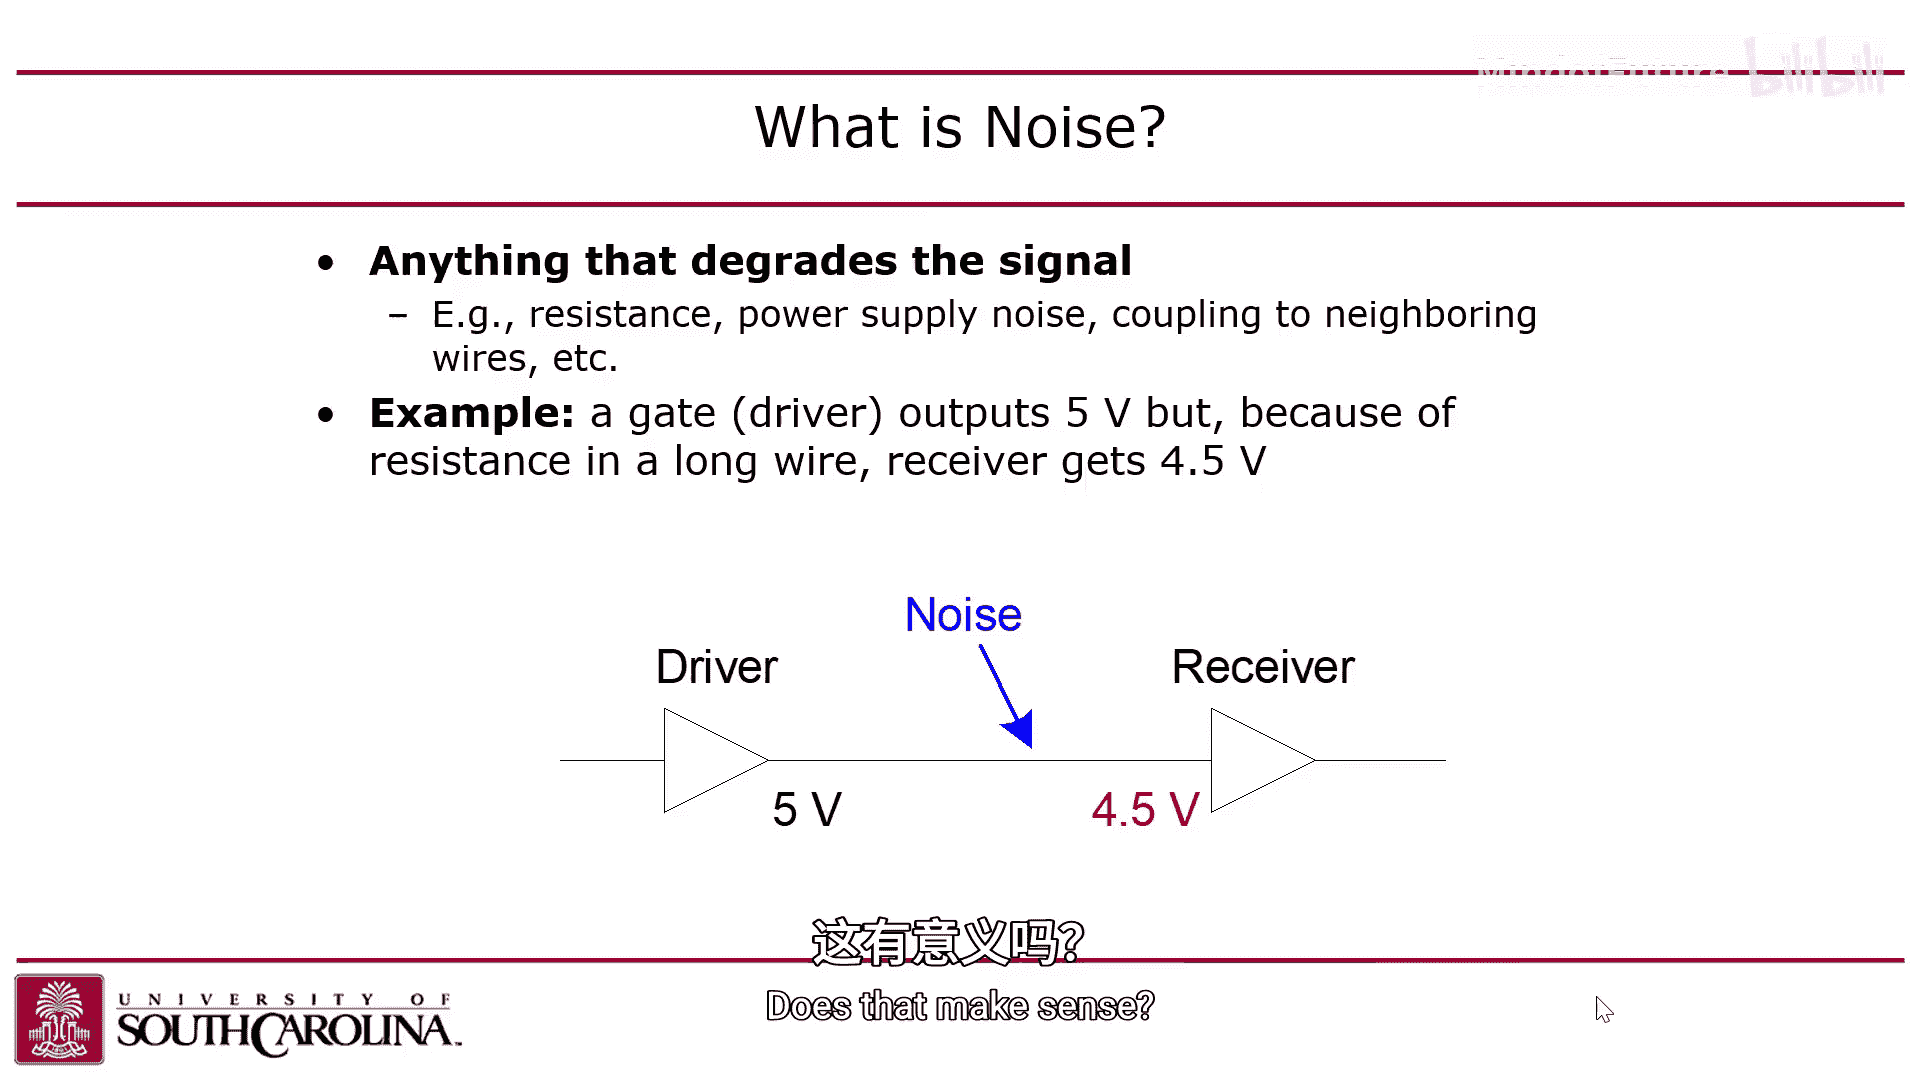 bilibili
What is Noise?
• Anything that degrades the signal
– E.g., resistance, power supply noise, coupling to neighboring
wires, etc.
• Example: a gate (driver) outputs 5 V but, because of
resistance in a long wire, receiver gets 4.5 V
Noise
Driver
Receiver
5 V
4.5 V
这有意义吗?
Does that make sense?
UNIVERSITY OF
SOUTH CAROLINA